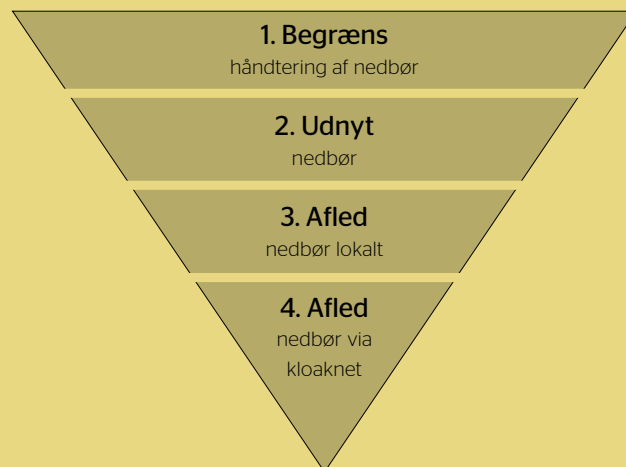 1. Begræns
håndtering af nedbør
2. Udnyt
nedbør
3. Afled
nedbør lokalt
4. Afled
nedbør via
kloaknet